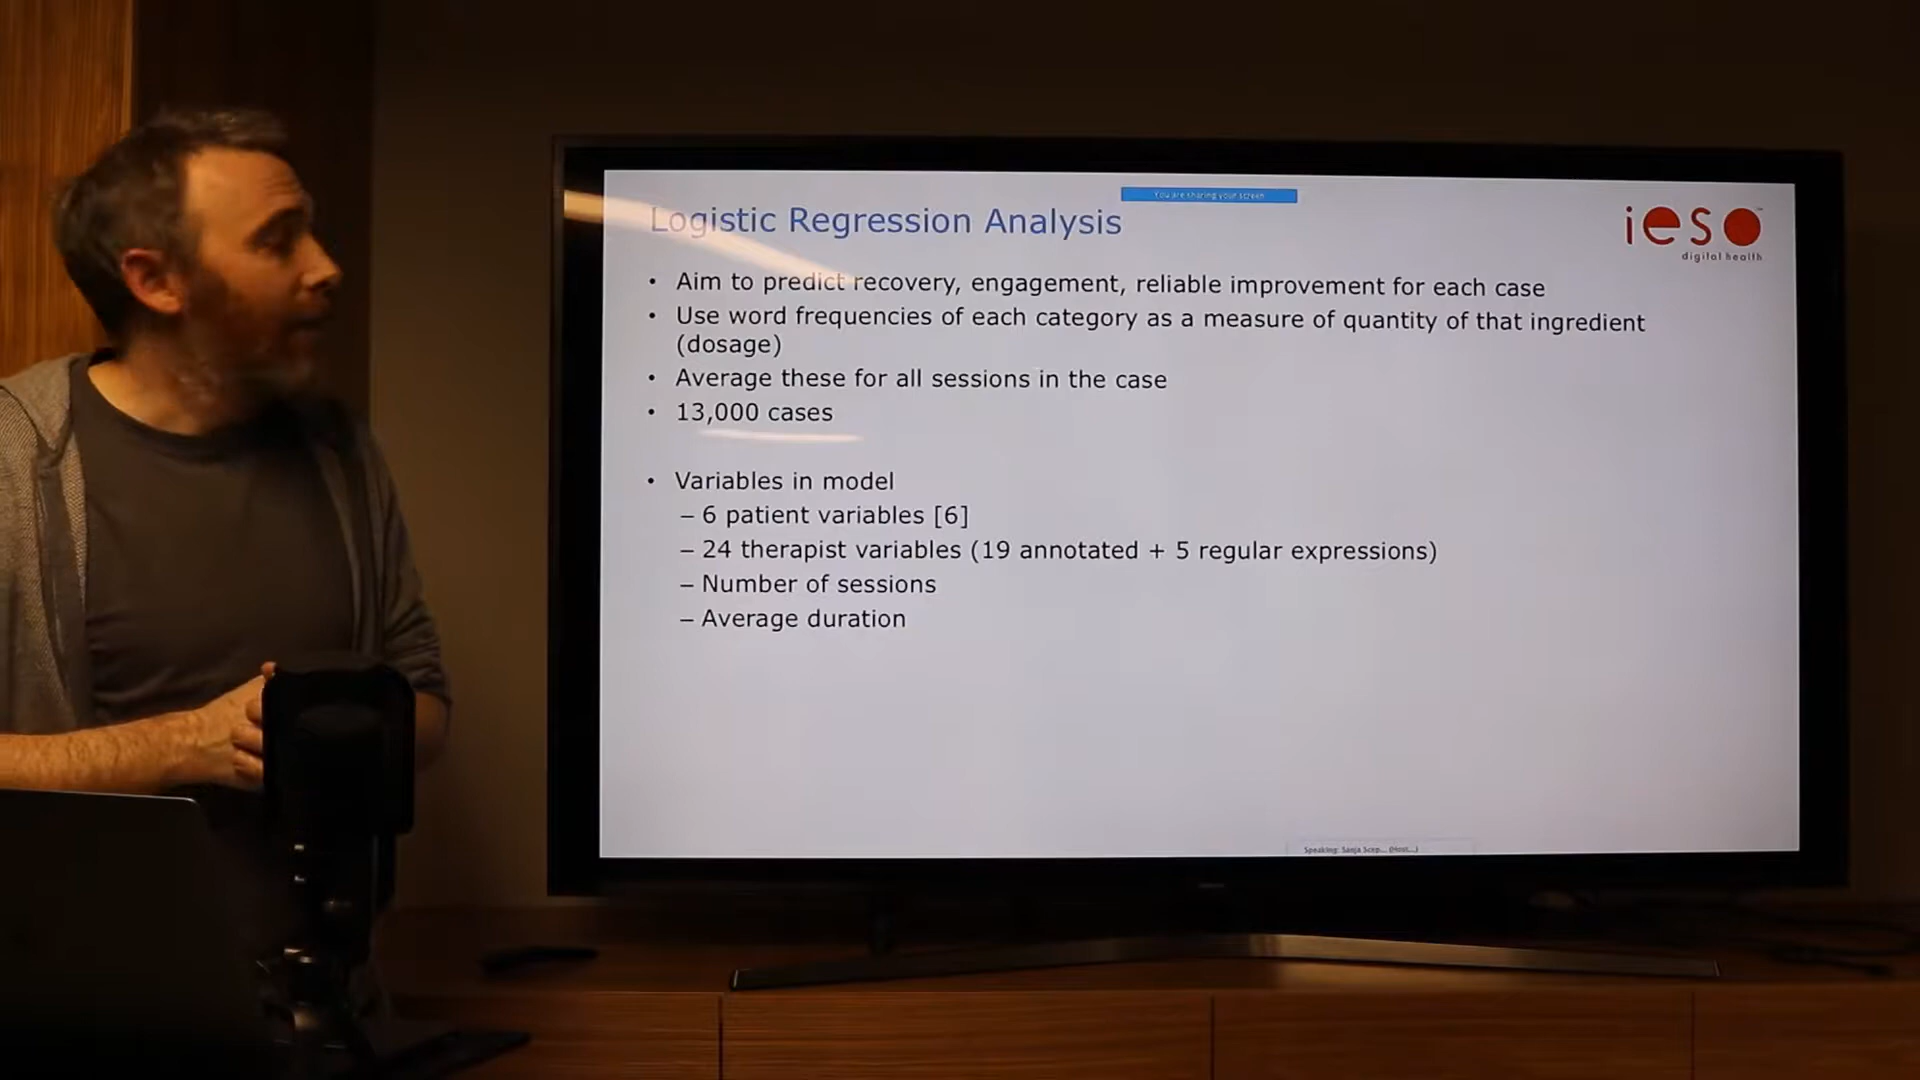 You are sharing your screen
Logistic Regression Analysis
ieso
digital health
• Aim to predict recovery, engagement, reliable improvement for each case
• Use word frequencies of each category as a measure of quantity of that ingredient
(dosage)
• Average these for all sessions in the case
• 13,000 cases
• Variables in model
– 6 patient variables [6]
– 24 therapist variables (19 annotated + 5 regular expressions)
– Number of sessions
– Average duration
Speaking: Sanja Scep...